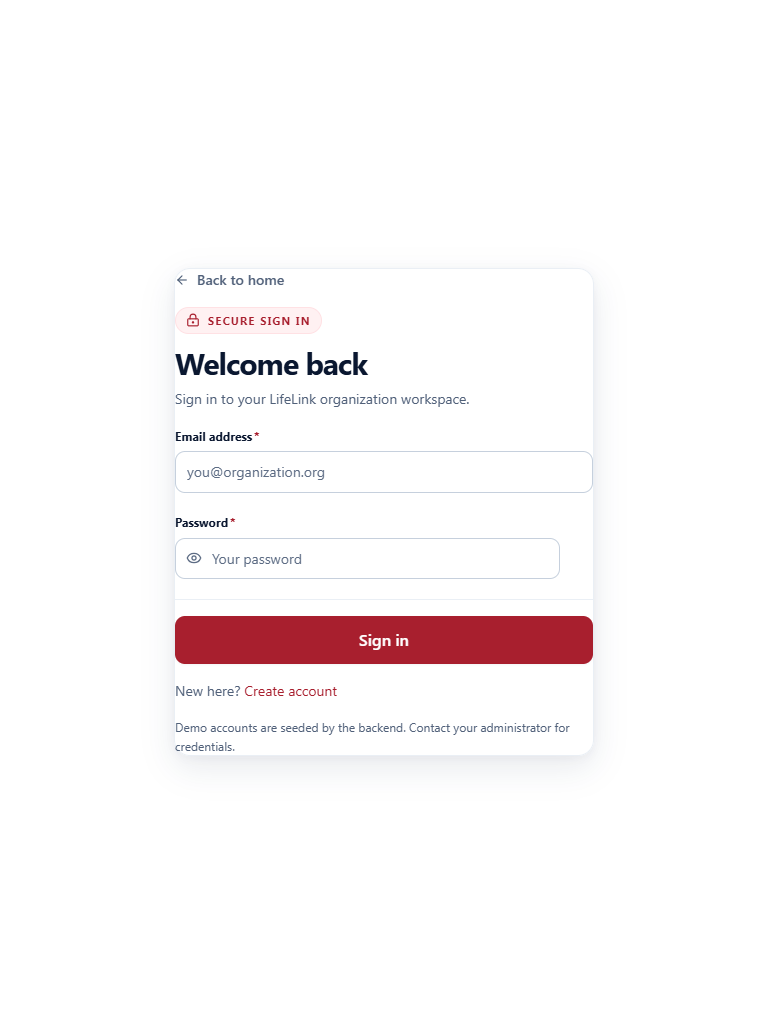 Back to home
SECURE SIGN IN
Welcome back
Sign in to your LifeLink organization workspace.
Email address*
you@organization.org
Password*
Your password
Sign in
New here? Create account
Demo accounts are seeded by the backend. Contact your administrator for
credentials.